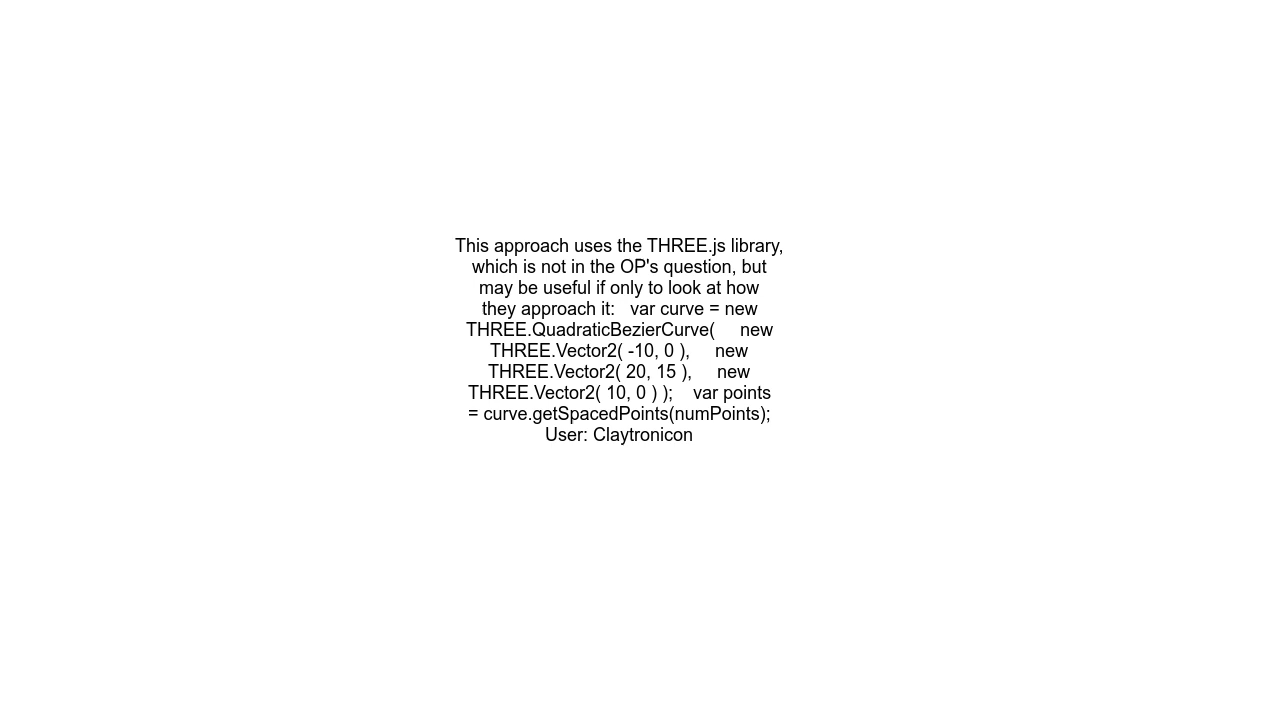 This approach uses the THREE.js library,
which is not in the OP's question, but
may be useful if only to look at how
they approach it:   var curve = new
THREE.QuadraticBezierCurve(     new
THREE.Vector2( -10, 0 ),     new
THREE.Vector2( 20, 15 ),     new
THREE.Vector2( 10, 0 ) );    var points
= curve.getSpacedPoints(numPoints);
User: Claytronicon